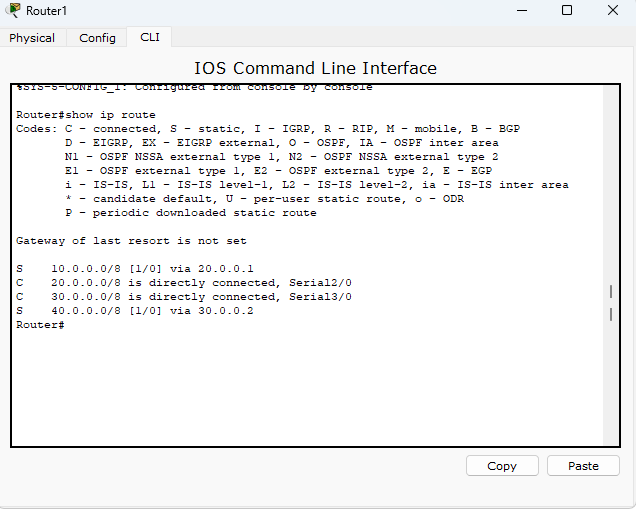 Router1
Physical Config CLI
IOS Command Line Interface
%SYS-5-CONFIG_I: Configured from console by console
Router#show ip route
Codes: C - connected, S - static, I - IGRP, R - RIP, M - mobile, B - BGP
D - EIGRP, EX - EIGRP external, O - OSPF, IA - OSPF inter area
N1 - OSPF NSSA external type 1, N2 - OSPF NSSA external type 2
E1 - OSPF external type 1, E2 - OSPF external type 2, E - EGP
i - IS-IS, L1 - IS-IS level-1, L2 - IS-IS level-2, ia - IS-IS inter area
* - candidate default, U - per-user static route, o - ODR
P - periodic downloaded static route
Gateway of last resort is not set
S 10.0.0.0/8 [1/0] via 20.0.0.1
C 20.0.0.0/8 is directly connected, Serial2/0
C 30.0.0.0/8 is directly connected, Serial3/0
S 40.0.0.0/8 [1/0] via 30.0.0.2
Router#
Copy Paste